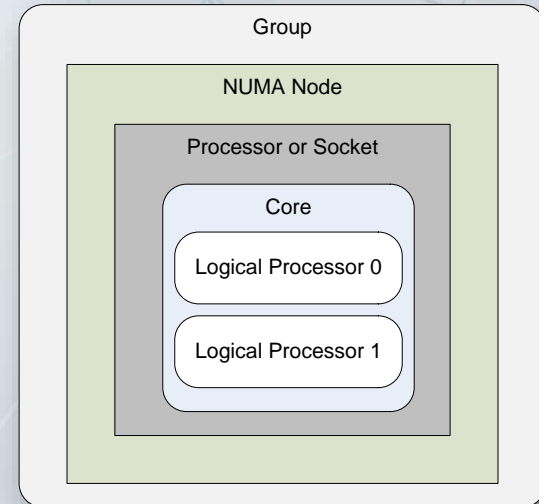 Group
NUMA Node
Processor or Socket
Core
Logical Processor 0
Logical Processor 1